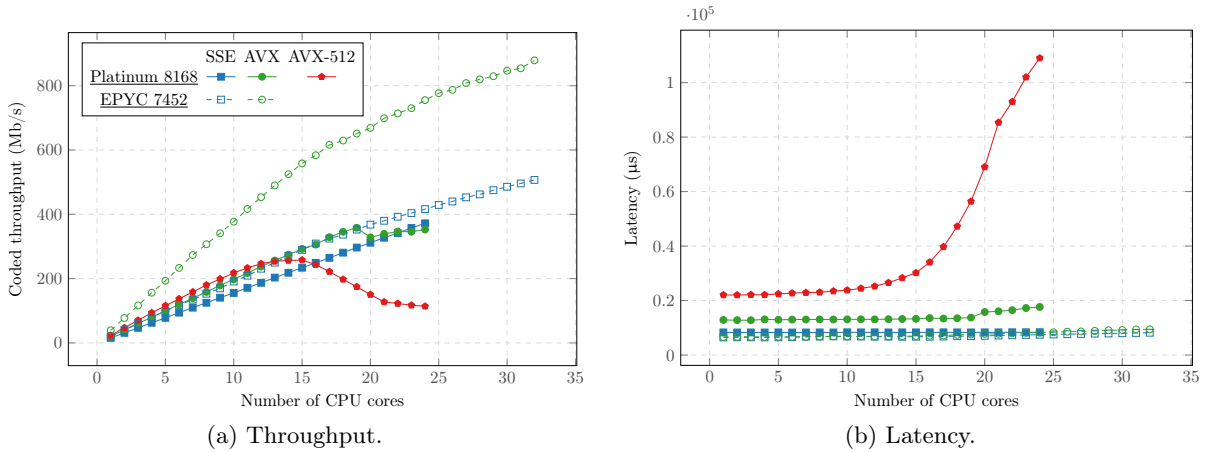 ·10⁵
SSE AVX AVX-512
Platinum 8168
EPYC 7452
800
600
400
200
0
0 5 10 15 20 25 30 35
Coded throughput (Mb/s)
Number of CPU cores
(a) Throughput.
1
0.8
0.6
0.4
0.2
0
0 5 10 15 20 25 30 35
Latency (µs)
Number of CPU cores
(b) Latency.